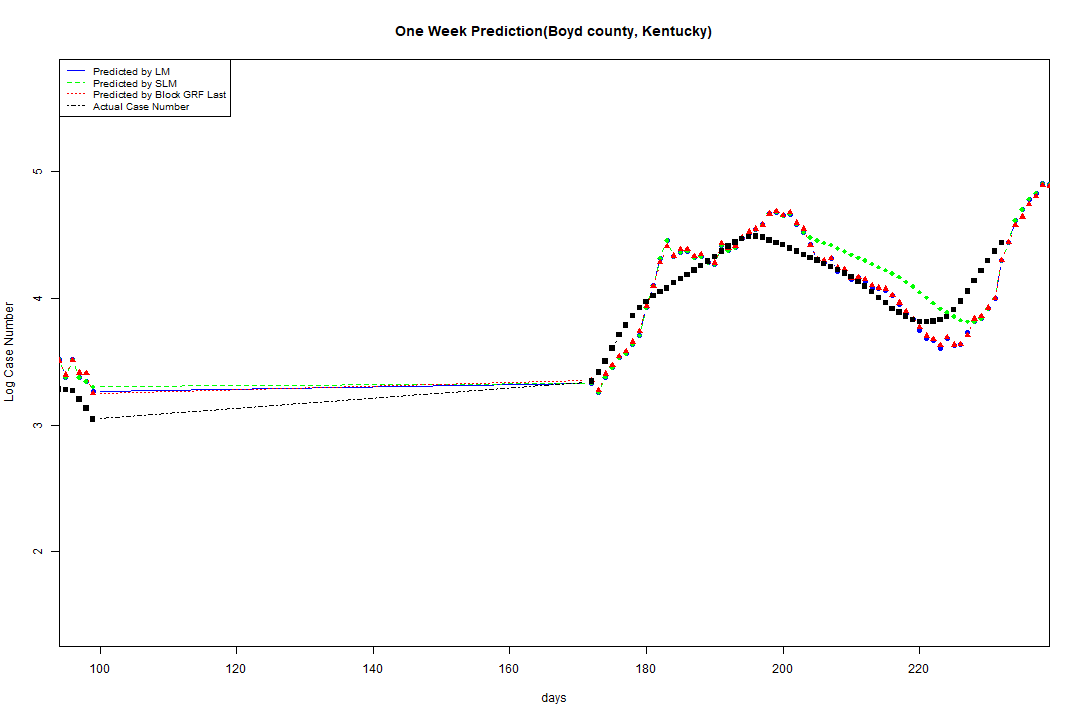 One Week Prediction(Boyd county, Kentucky)
Predicted by LM
Predicted by SLM
Predicted by Block GRF Last
Actual Case Number
Log Case Number
5
4
3
2
100 120 140 160 180 200 220
days